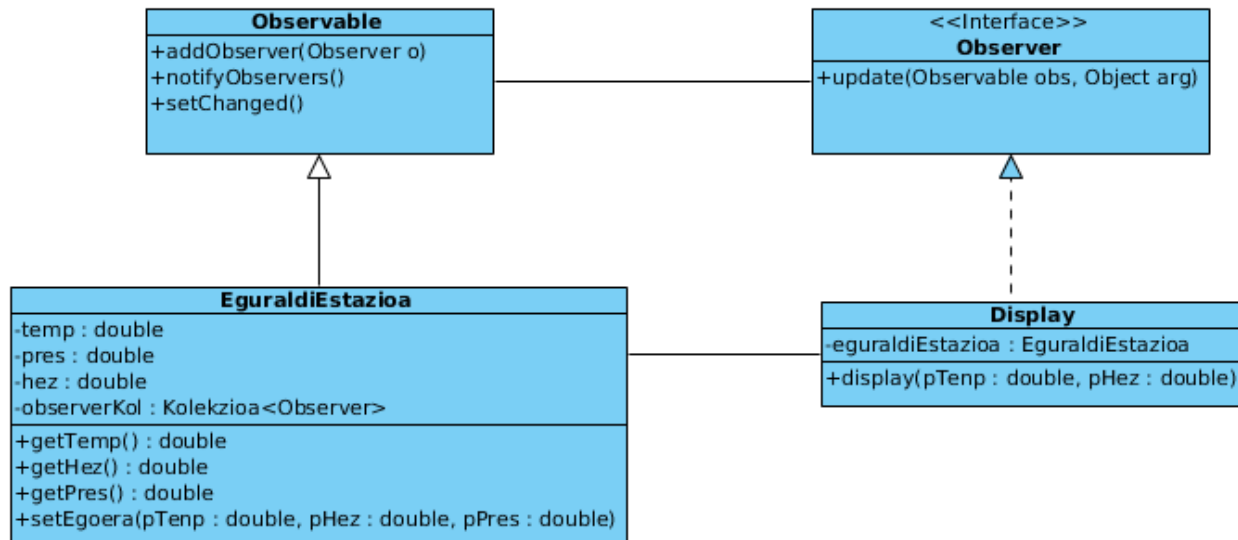 Observable
+addObserver(Observer o)
+notifyObservers()
+setChanged()
<<Interface>>
Observer
+update(Observable obs, Object arg)
EguraldiEstazioa
-temp : double
-pres : double
-hez : double
-observerKol : Kolekzioa<Observer>
+getTemp() : double
+getHez() : double
+getPres() : double
+setEgoera(pTenp : double, pHez : double, pPres : double)
Display
-eguraldiEstazioa : EguraldiEstazioa
+display(pTenp : double, pHez : double)